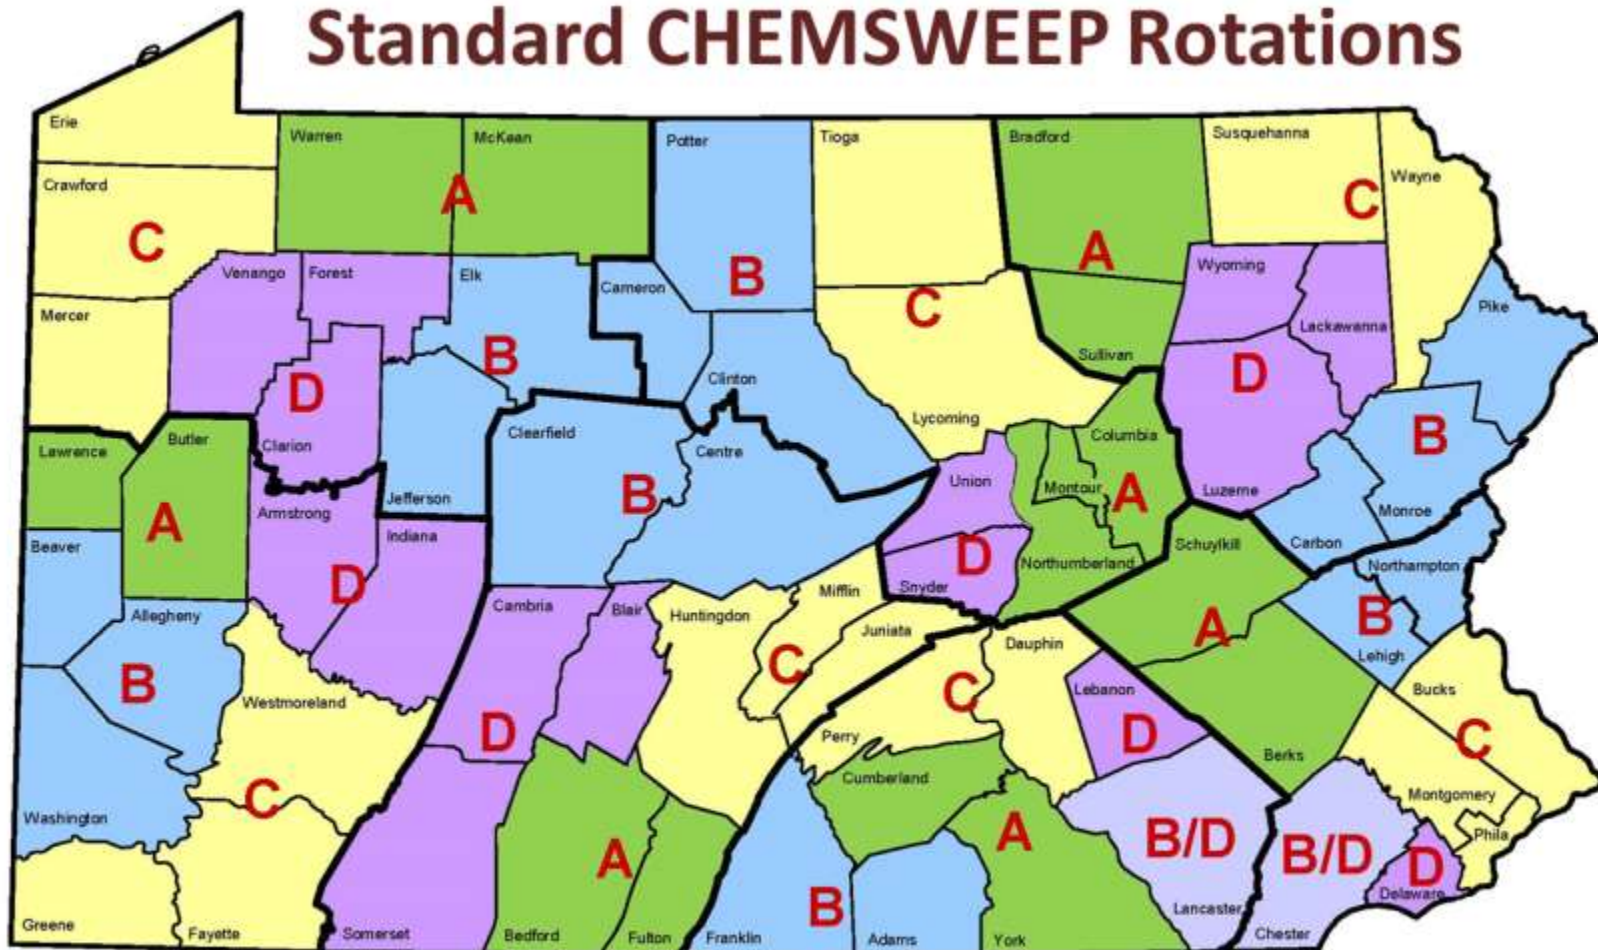 Standard CHEMSWEEP Rotations
Erie
Warren
McKean
Potter
Tioga
Bradford
Susquehanna
Wayne
Crawford
A
C
C
B
A
Venango
Forest
Elk
Cameron
Wyoming
Pike
Mercer
C
Lackawanna
B
Sullivan
D
Clinton
D
Lycoming
Butler
Clarion
Clearfield
Columbia
B
Lawrence
Centre
Jefferson
B
Union
Montour
A
Luzerne
Armstrong
A
Monroe
Indiana
Beaver
Schuylkill
Carbon
D
Northumberland
Northampton
D
Snyder
Mifflin
Cambria
Blair
Allegheny
Huntingdon
Juniata
A
B
Dauphin
Lehigh
C
B
Westmoreland
C
Lebanon
Bucks
D
Perry
D
C
Cumberland
Berks
C
Montgomery
Washington
A
B/D
B/D
Phila
A
D
Delaware
B
Lancaster
Greene
Fayette
Somerset
Bedford
Fulton
Franklin
Adams
York
Chester